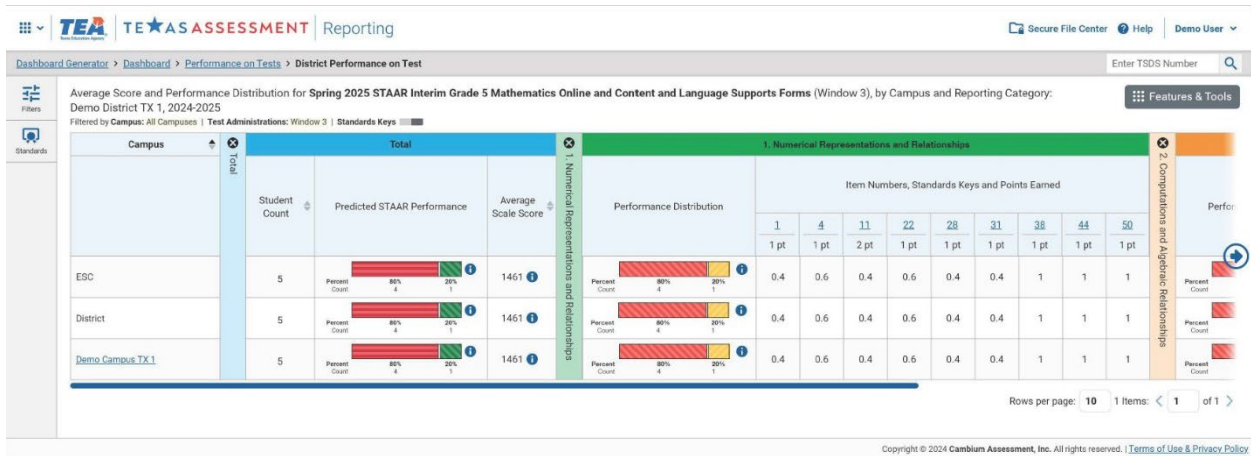 TEA
Texas Education Agency
TEXAS ASSESSMENT
Reporting
Secure File Center
Help
Demo User
Dashboard Generator > Dashboard > Performance on Tests > District Performance on Test
Enter TSDS Number
Filters
Standards
Average Score and Performance Distribution for Spring 2025 STAAR Interim Grade 5 Mathematics Online and Content and Language Supports Forms (Window 3), by Campus and Reporting Category:
Demo District TX 1, 2024-2025
Features & Tools
Filtered by Campus: All Campuses | Test Administrations: Window 3 | Standards Keys
Campus
Total
Total
1. Numerical Representations and Relationships
1. Numerical Representations and Relationships
2. Computations and Algebraic Relationships
Student
Count
Predicted STAAR Performance
Average
Scale Score
Performance Distribution
Item Numbers, Standards Keys and Points Earned
Perfor
1 4 11 22 28 31 38 44 50
1 pt 1 pt 2 pt 1 pt 1 pt 1 pt 1 pt 1 pt 1 pt
ESC 5 1461 0.4 0.6 0.4 0.6 0.4 0.4 1 1 1
Percent 80% 20% Percent 80% 20% Percent
Count 4 1 Count 4 1 Count
District 5 1461 0.4 0.6 0.4 0.6 0.4 0.4 1 1 1
Percent 80% 20% Percent 80% 20% Percent
Count 4 1 Count 4 1 Count
Demo Campus TX 1 5 1461 0.4 0.6 0.4 0.6 0.4 0.4 1 1 1
Percent 80% 20% Percent 80% 20% Percent
Count 4 1 Count 4 1 Count
Rows per page: 10 1 Items: < 1 of 1 >
Copyright © 2024 Cambium Assessment, Inc. All rights reserved. | Terms of Use & Privacy Policy